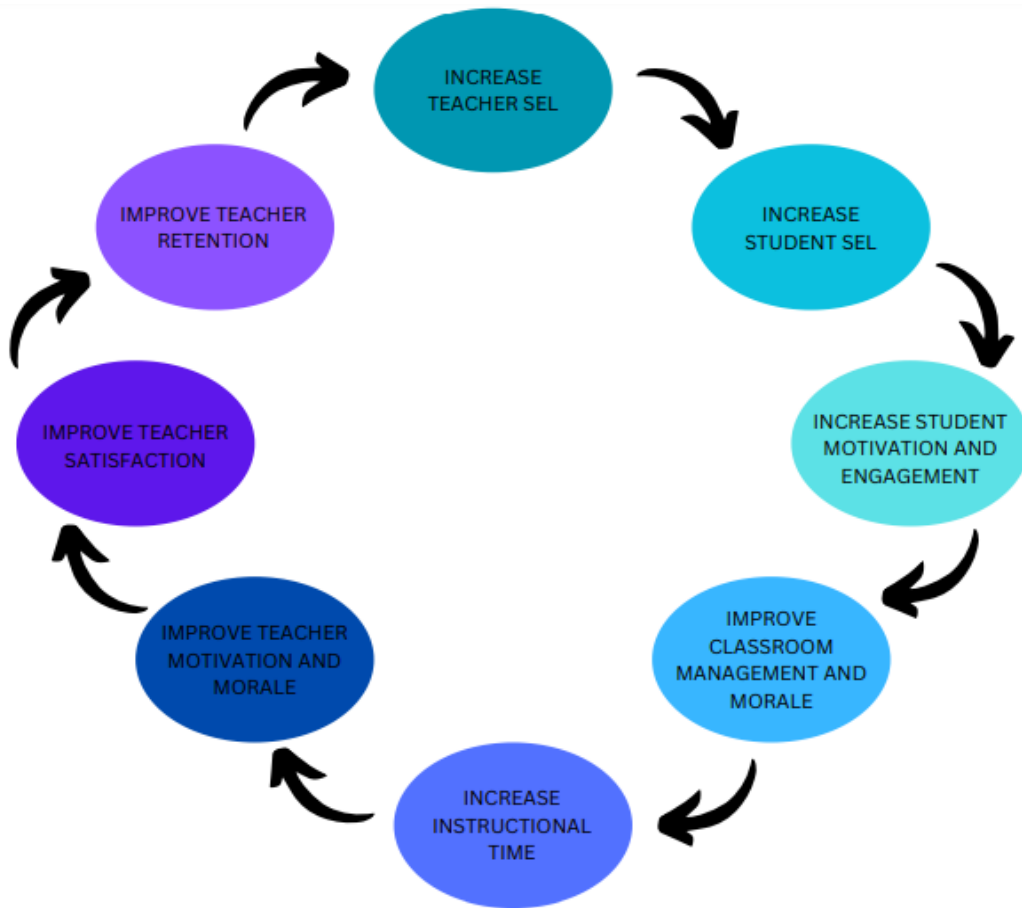 INCREASE
TEACHER SEL
INCREASE
STUDENT SEL
INCREASE STUDENT
MOTIVATION AND
ENGAGEMENT
IMPROVE
CLASSROOM
MANAGEMENT AND
MORALE
INCREASE
INSTRUCTIONAL
TIME
IMPROVE TEACHER
MOTIVATION AND
MORALE
IMPROVE TEACHER
SATISFACTION
IMPROVE TEACHER
RETENTION